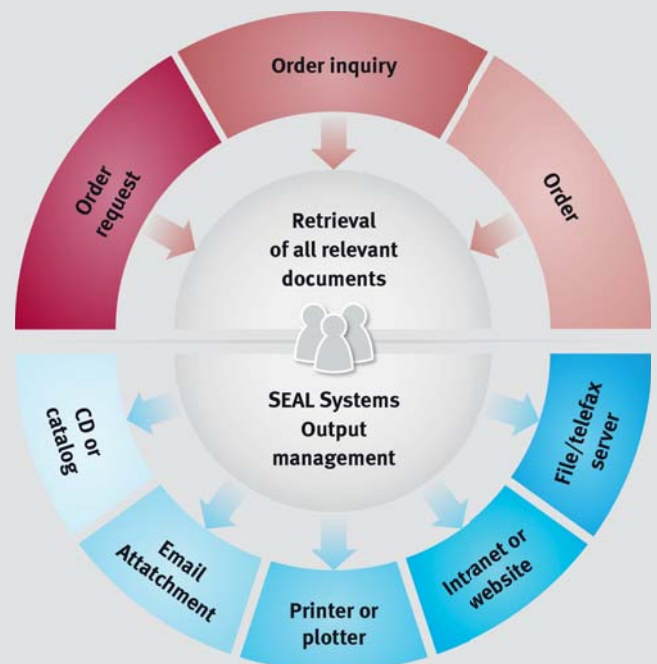 Order inquiry
Order
request
Order
Retrieval
of all relevant
documents
SEAL Systems
Output
management
CD or
catalog
Email
Attatchment
Printer or
plotter
Intranet or
website
File/telefax
server